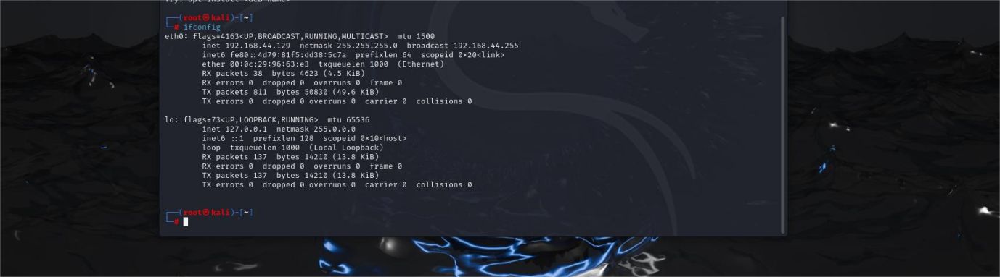 ┌──(root㉿kali)-[~]
└─# ifconfig
eth0: flags=4163<UP,BROADCAST,RUNNING,MULTICAST>  mtu 1500
        inet 192.168.44.129  netmask 255.255.255.0  broadcast 192.168.44.255
        inet6 fe80::4d79:81f5:dd38:5c7a  prefixlen 64  scopeid 0x20<link>
        ether 00:0c:29:96:63:e3  txqueuelen 1000  (Ethernet)
        RX packets 38  bytes 4623 (4.5 KiB)
        RX errors 0  dropped 0  overruns 0  frame 0
        TX packets 811  bytes 50830 (49.6 KiB)
        TX errors 0  dropped 0 overruns 0  carrier 0  collisions 0
lo: flags=73<UP,LOOPBACK,RUNNING>  mtu 65536
        inet 127.0.0.1  netmask 255.0.0.0
        inet6 ::1  prefixlen 128  scopeid 0x10<host>
        loop  txqueuelen 1000  (Local Loopback)
        RX packets 137  bytes 14210 (13.8 KiB)
        RX errors 0  dropped 0  overruns 0  frame 0
        TX packets 137  bytes 14210 (13.8 KiB)
        TX errors 0  dropped 0 overruns 0  carrier 0  collisions 0
┌──(root㉿kali)-[~]
└─#